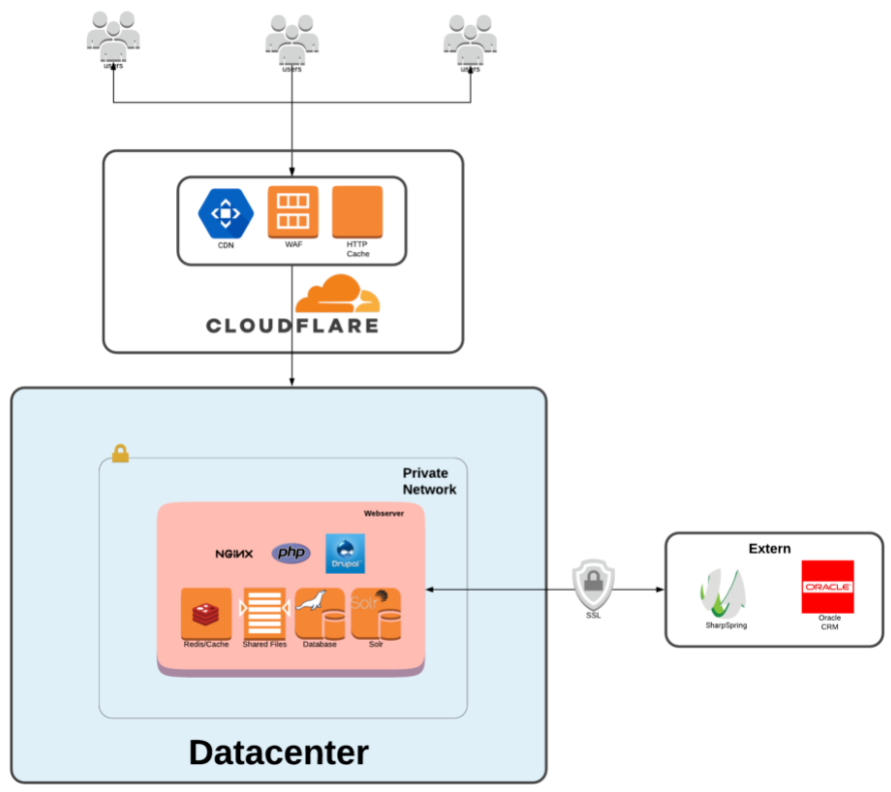 users
users
users
CDN
WAF
HTTP
Cache
CLOUDFLARE
Private
Network
Webserver
NGINX
php
Drupal™
Solr
Redis/Cache
Shared Files
Database
Solr
Datacenter
SSL
Extern
ORACLE
SharpSpring
Oracle
CRM